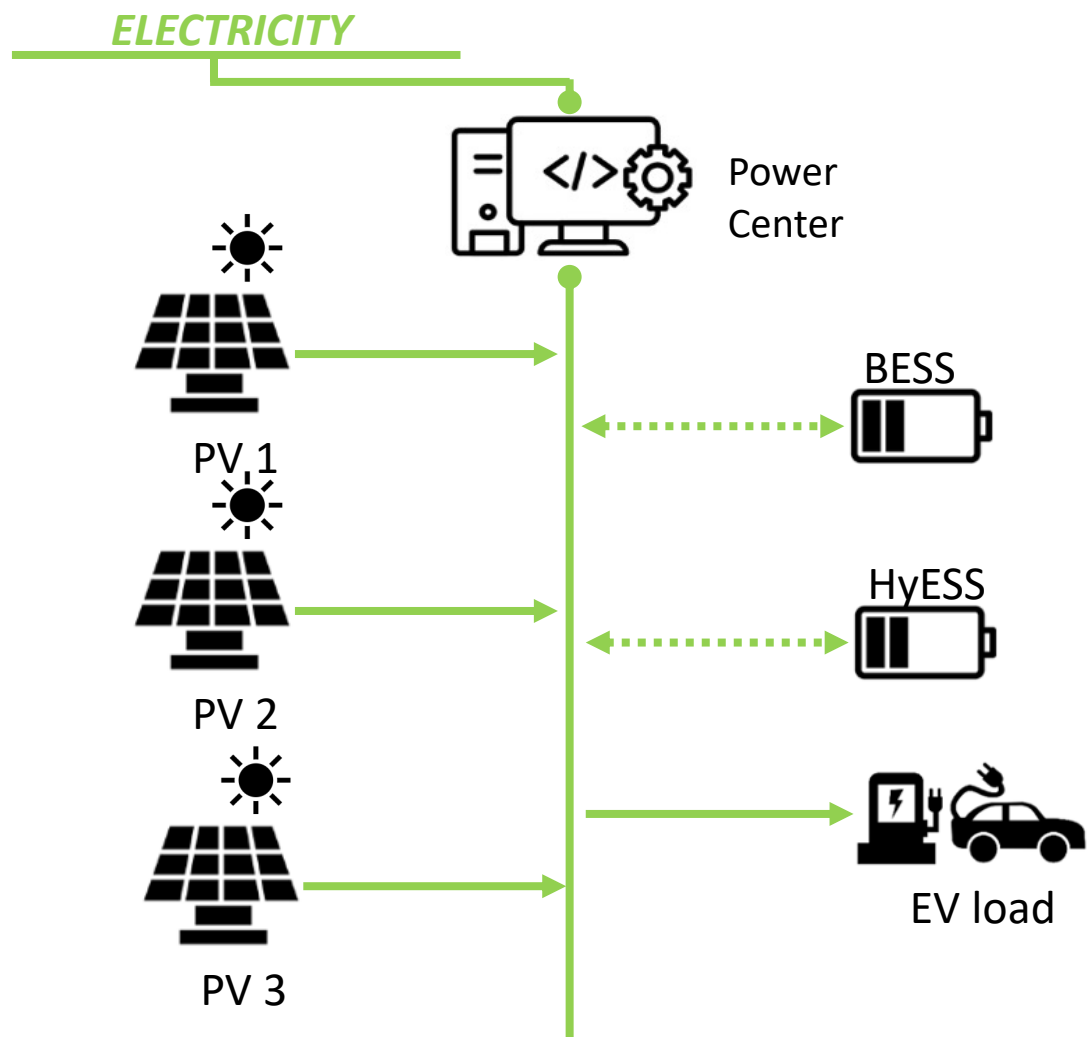 ELECTRICITY
</>
Power
Center
PV 1
BESS
PV 2
HyESS
PV 3
EV load